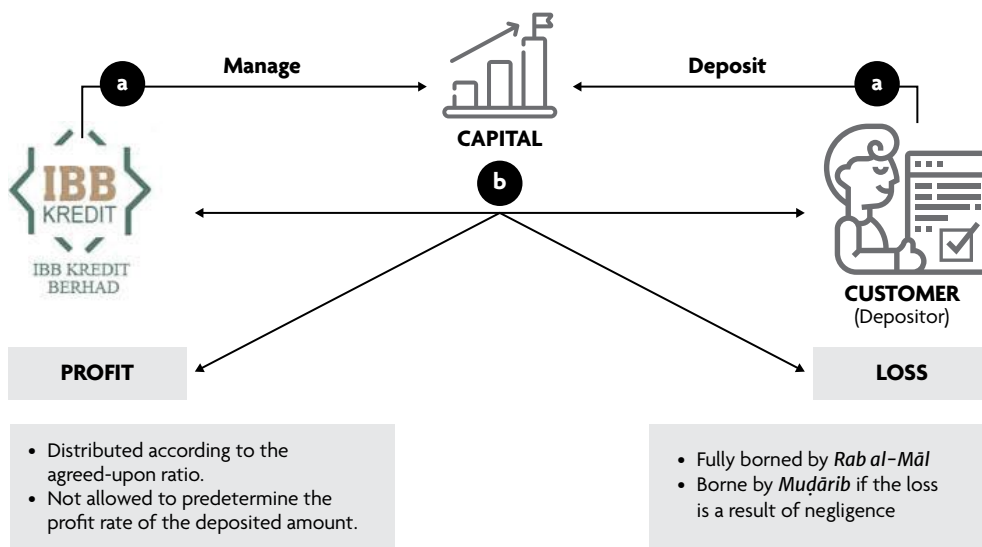 a
Manage
Deposit
a
CAPITAL
b
IBB
KREDIT
IBB KREDIT
BERHAD
CUSTOMER
(Depositor)
PROFIT
LOSS
• Distributed according to the
agreed-upon ratio.
• Not allowed to predetermine the
profit rate of the deposited amount.
• Fully borned by Rab al-Māl
• Borne by Muḍārib if the loss
is a result of negligence